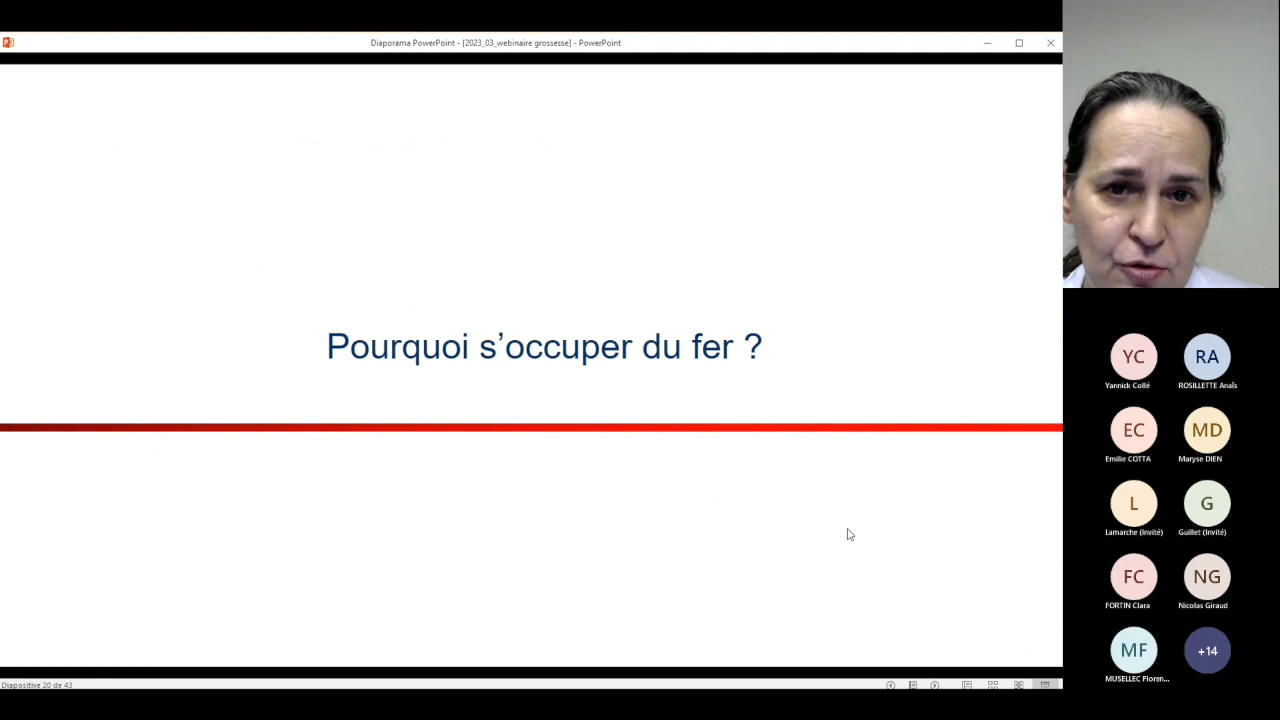 Diaporama PowerPoint - [2023_03_webinaire grossesse] - PowerPoint
Pourquoi s’occuper du fer ?
Diapositive 20 de 43
YC
RA
Yannick Collé
ROSILLETTE Anaïs
EC
MD
Emilie COTTA
Maryse DIEN
L
G
Lamarche (Invité)
Guillet (Invité)
FC
NG
FORTIN Clara
Nicolas Giraud
MF
+14
MUSELLEC Floren...